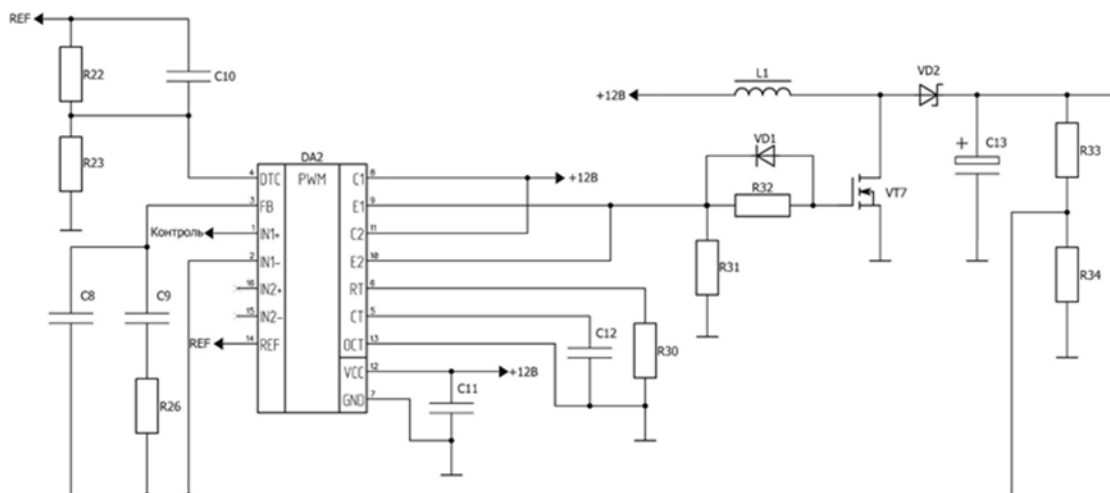 REF
R22
C10
R23
DA2
4 DTC PWM C1 8 +12В
3 FB E1 9
Контроль 1 IN1+ C2 11
2 IN1- E2 10
16 IN2+ RT 6
15 IN2- CT 5
REF 14 REF OCT 13
VCC 12 +12В
GND 7
C8
C9
R26
C11
C12
R30
+12В
L1
VD2
VD1
R32
VT7
R31
+
C13
R33
R34